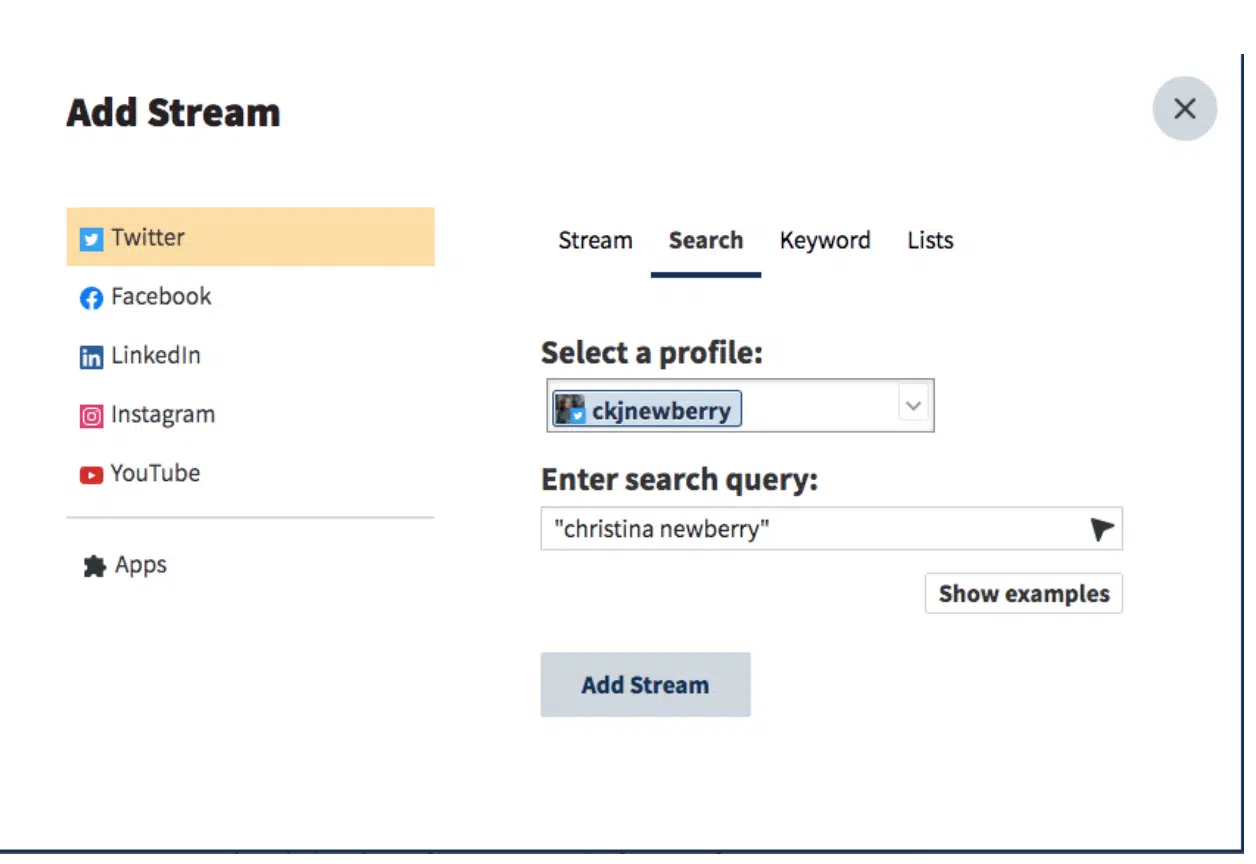 Add Stream
Twitter
Facebook
LinkedIn
Instagram
YouTube
Apps
Stream Search Keyword Lists
Select a profile:
ckjnewberry
Enter search query:
"christina newberry"
Show examples
Add Stream